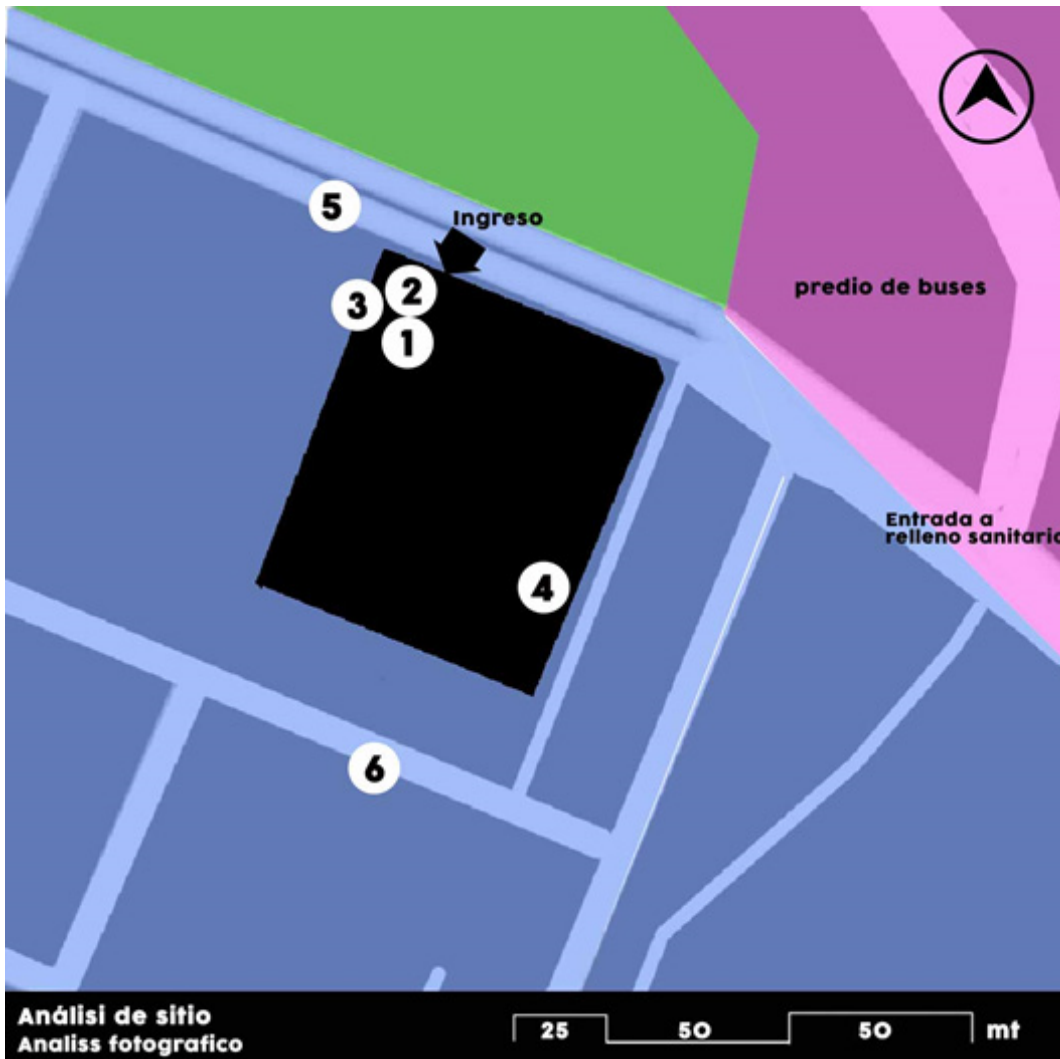 5
Ingreso
2
3
1
predio de buses
Entrada a
relleno sanitario
4
6
Análisi de sitio
Analiss fotografico
25 50 50 mt